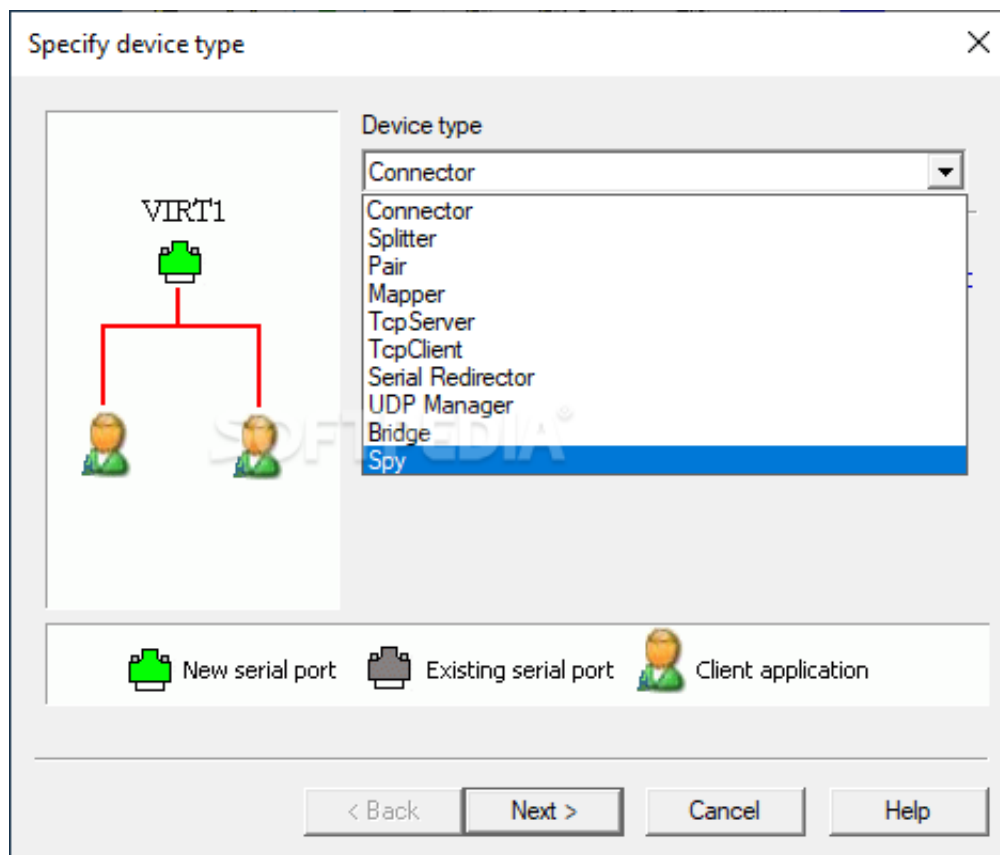 Specify device type
Device type
Connector
VIRT1
Connector
Splitter
Pair
Mapper
TcpServer
TcpClient
Serial Redirector
UDP Manager
Bridge
Spy
SOFTPEDIA®
New serial port
Existing serial port
Client application
< Back
Next >
Cancel
Help